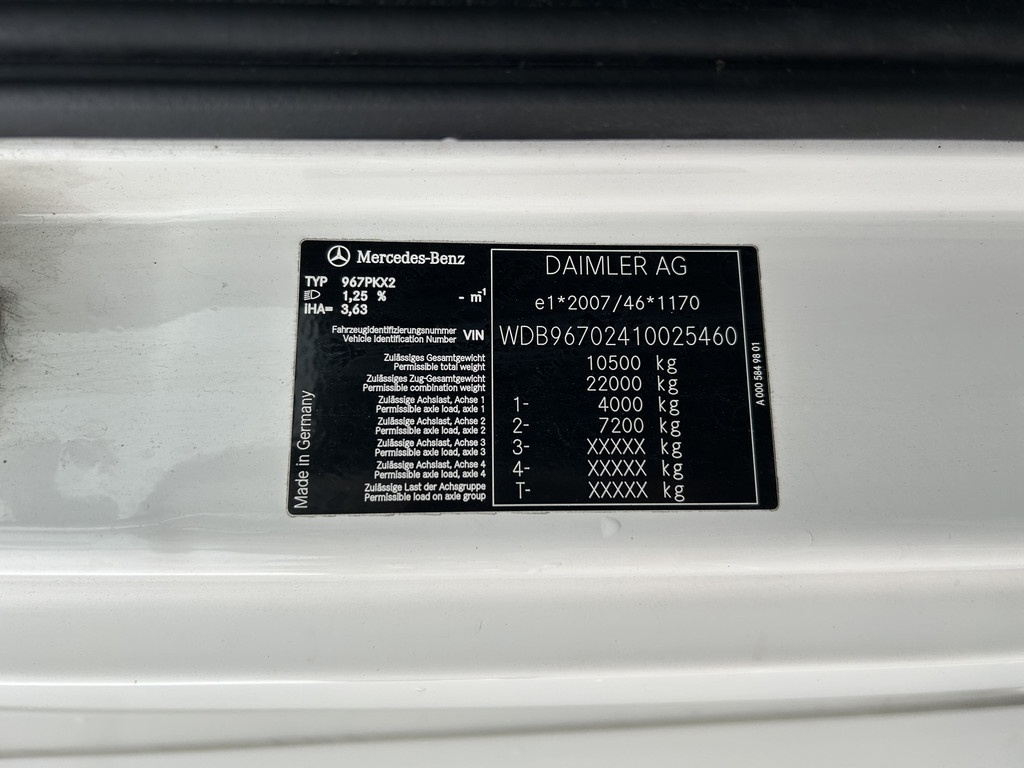 Mercedes-Benz
TYP 967PKX2
1,25 % - m⁻¹
IHA= 3,63
Fahrzeugidentifizierungsnummer
Vehicle Identification Number VIN
Zulässiges Gesamtgewicht
Permissible total weight
Zulässiges Zug-Gesamtgewicht
Permissible combination weight
Zulässige Achslast, Achse 1
Permissible axle load, axle 1
Zulässige Achslast, Achse 2
Permissible axle load, axle 2
Zulässige Achslast, Achse 3
Permissible axle load, axle 3
Zulässige Achslast, Achse 4
Permissible axle load, axle 4
Zulässige Last der Achsgruppe
Permissible load on axle group
Made in Germany
DAIMLER AG
e1*2007/46*1170
WDB96702410025460
10500 kg
22000 kg
1- 4000 kg
2- 7200 kg
3- XXXXX kg
4- XXXXX kg
T- XXXXX kg
A 000 584 98 01